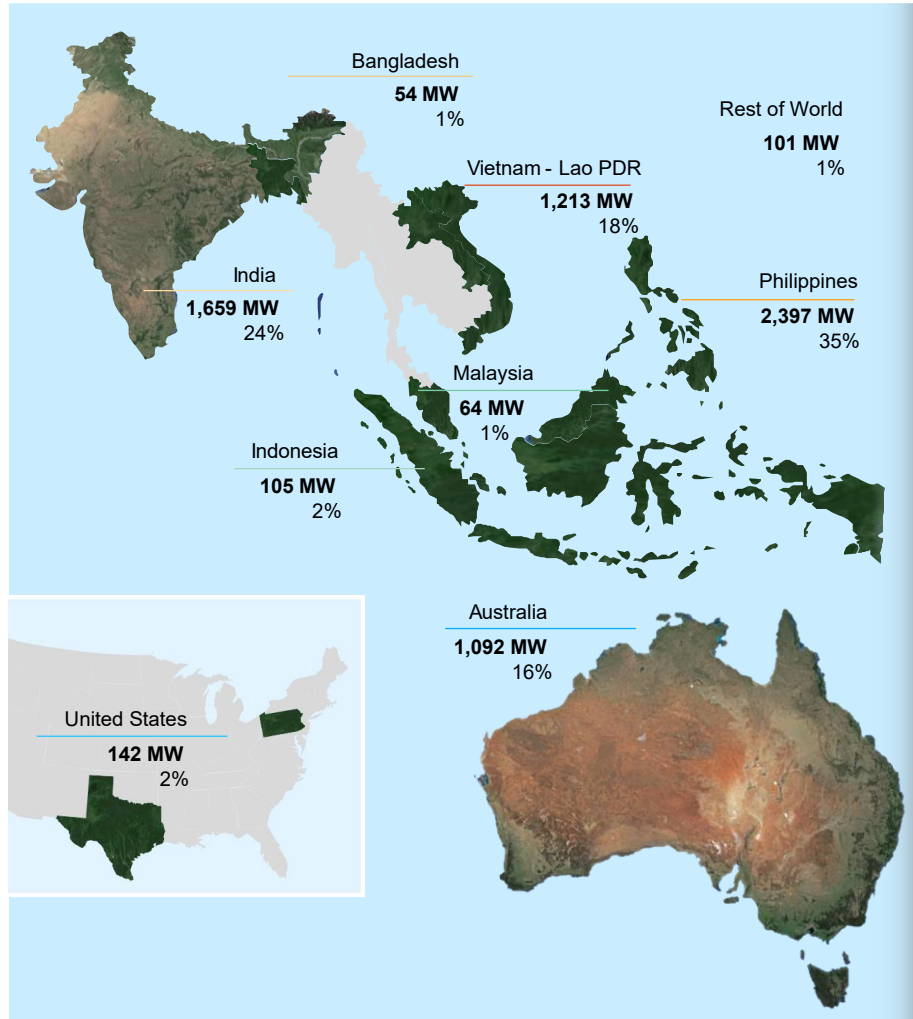 Bangladesh
54 MW
1%
Rest of World
101 MW
1%
Vietnam - Lao PDR
1,213 MW
18%
India
1,659 MW
24%
Philippines
2,397 MW
35%
Malaysia
64 MW
1%
Indonesia
105 MW
2%
Australia
1,092 MW
16%
United States
142 MW
2%